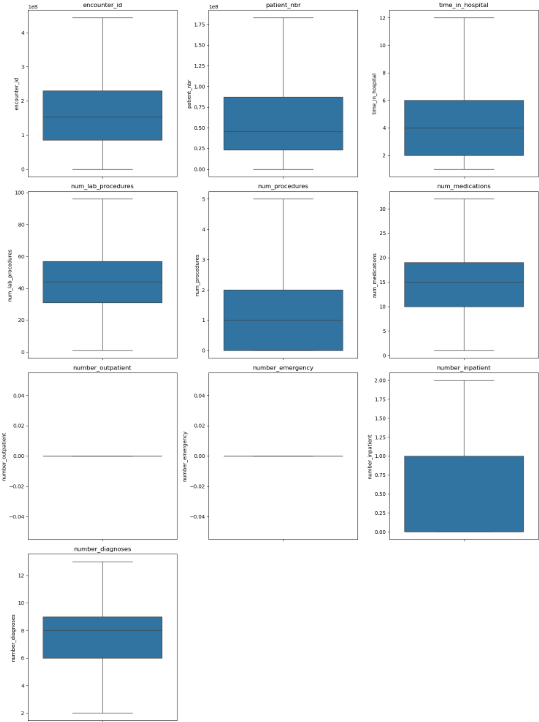 encounter_id
1e8
encounter_id
4
3
2
1
0
patient_nbr
1e8
patient_nbr
1.75
1.50
1.25
1.00
0.75
0.50
0.25
0.00
time_in_hospital
time_in_hospital
12
10
8
6
4
2
num_lab_procedures
num_lab_procedures
100
80
60
40
20
0
num_procedures
num_procedures
5
4
3
2
1
0
num_medications
num_medications
30
25
20
15
10
5
0
number_outpatient
number_outpatient
0.04
0.02
0.00
−0.02
−0.04
number_emergency
number_emergency
0.04
0.02
0.00
−0.02
−0.04
number_inpatient
number_inpatient
2.00
1.75
1.50
1.25
1.00
0.75
0.50
0.25
0.00
number_diagnoses
number_diagnoses
12
10
8
6
4
2